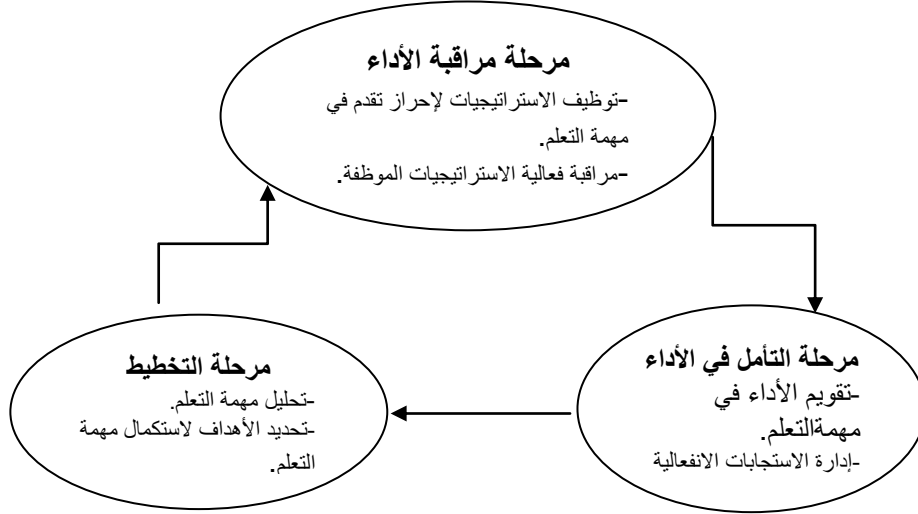 مرحلة مراقبة الأداء
-توظيف الاستراتيجيات لإحراز تقدم في
مهمة التعلم.
-مراقبة فعالية الاستراتيجيات الموظفة.
مرحلة التأمل في الأداء
-تقويم الأداء في
مهمةالتعلم.
-إدارة الاستجابات الانفعالية
مرحلة التخطيط
-تحليل مهمة التعلم.
-تحديد الأهداف لاستكمال مهمة
التعلم.